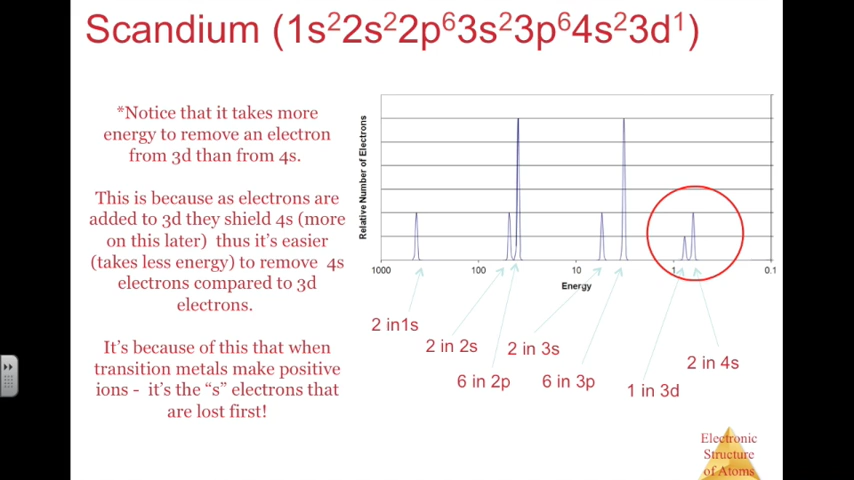 Scandium (1s²2s²2p⁶3s²3p⁶4s²3d¹)
*Notice that it takes more
energy to remove an electron
from 3d than from 4s.
This is because as electrons are
added to 3d they shield 4s (more
on this later) thus it's easier
(takes less energy) to remove 4s
electrons compared to 3d
electrons.
It's because of this that when
transition metals make positive
ions - it's the “s” electrons that
are lost first!
Relative Number of Electrons
1000 100 10 1 0.1
Energy
2 in1s
2 in 2s
6 in 2p
2 in 3s
6 in 3p
1 in 3d
2 in 4s
Electronic
Structure
of Atoms